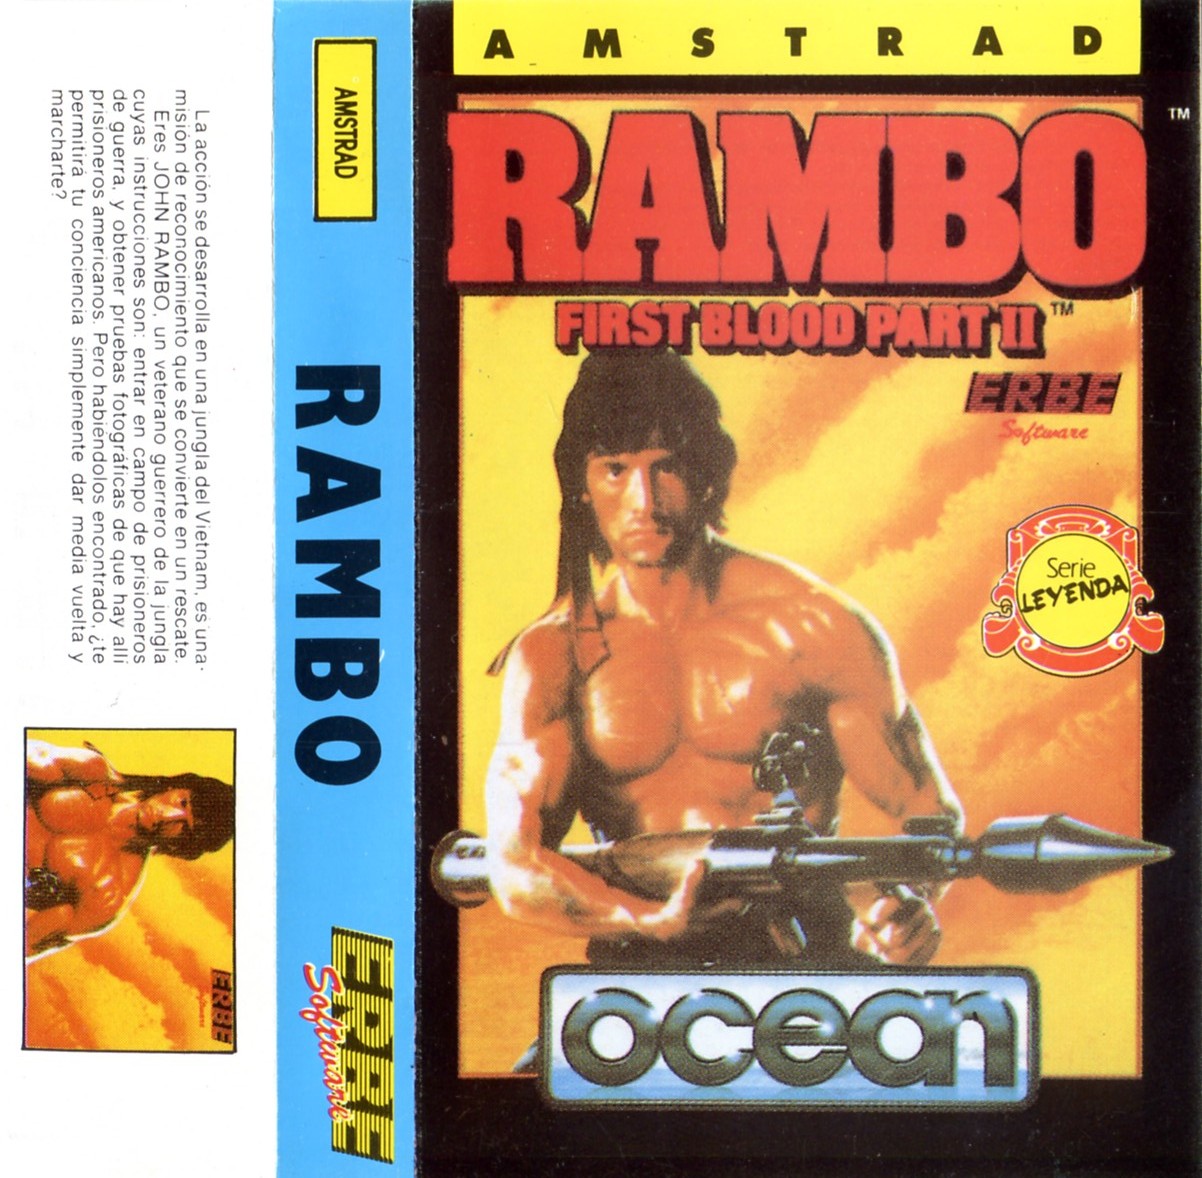 La acción se desarrolla en una jungla del Vietnam, es una
misión de reconocimiento que se convierte en un rescate.
Eres JOHN RAMBO, un veterano guerrero de la jungla
cuyas instrucciones son: entrar en campo de prisioneros
de guerra, y obtener pruebas fotográficas de que hay allí
prisioneros americanos. Pero habiéndolos encontrado, ¿te
permitirá tu conciencia simplemente dar media vuelta y
marcharte?
ERBE
Software
AMSTRAD
RAMBO
ERBE
Software
AMSTRAD
RAMBO TM
FIRST BLOOD PART II TM
ERBE
Software
Serie
LEYENDA
ocean